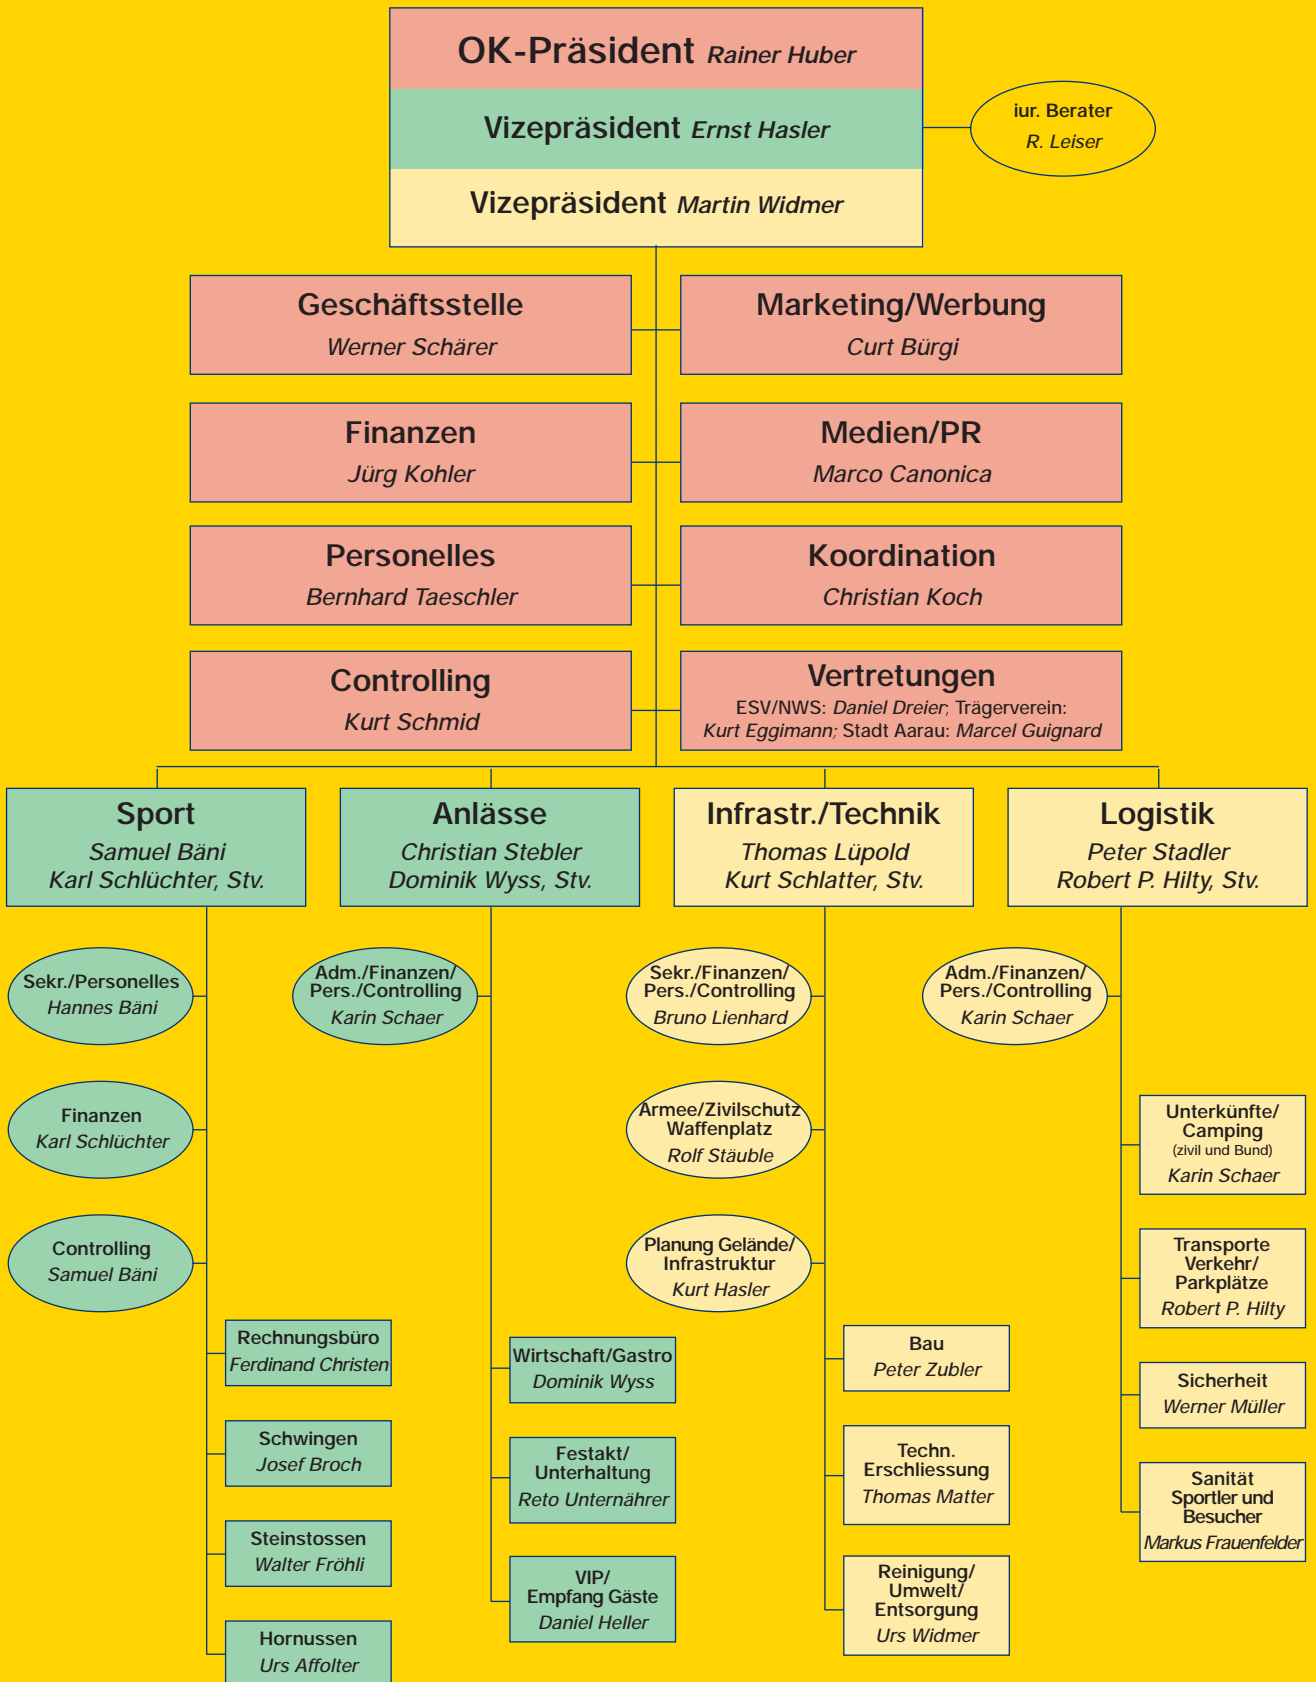 OK-Präsident Rainer Huber
Vizepräsident Ernst Hasler
iur. Berater
R. Leiser
Vizepräsident Martin Widmer
Geschäftsstelle
Werner Schärer
Marketing/Werbung
Curt Bürgi
Finanzen
Jürg Kohler
Medien/PR
Marco Canonica
Personelles
Bernhard Taeschler
Koordination
Christian Koch
Controlling
Kurt Schmid
Vertretungen
ESV/NWS: Daniel Dreier; Trägerverein:
Kurt Eggimann; Stadt Aarau: Marcel Guignard
Sport
Samuel Bäni
Karl Schlüchter, Stv.
Anlässe
Christian Stebler
Dominik Wyss, Stv.
Infrastr./Technik
Thomas Lüpold
Kurt Schlatter, Stv.
Logistik
Peter Stadler
Robert P. Hilty, Stv.
Sekr./Personelles
Hannes Bäni
Finanzen
Karl Schlüchter
Controlling
Samuel Bäni
Rechnungsbüro
Ferdinand Christen
Schwingen
Josef Broch
Steinstossen
Walter Fröhli
Hornussen
Urs Affolter
Adm./Finanzen/
Pers./Controlling
Karin Schaer
Wirtschaft/Gastro
Dominik Wyss
Festakt/
Unterhaltung
Reto Unternährer
VIP/
Empfang Gäste
Daniel Heller
Sekr./Finanzen/
Pers./Controlling
Bruno Lienhard
Armee/Zivilschutz
Waffenplatz
Rolf Stäuble
Planung Gelände/
Infrastruktur
Kurt Hasler
Bau
Peter Zubler
Techn.
Erschliessung
Thomas Matter
Reinigung/
Umwelt/
Entsorgung
Urs Widmer
Adm./Finanzen/
Pers./Controlling
Karin Schaer
Unterkünfte/
Camping
(zivil und Bund)
Karin Schaer
Transporte
Verkehr/
Parkplätze
Robert P. Hilty
Sicherheit
Werner Müller
Sanität
Sportler und
Besucher
Markus Frauenfelder